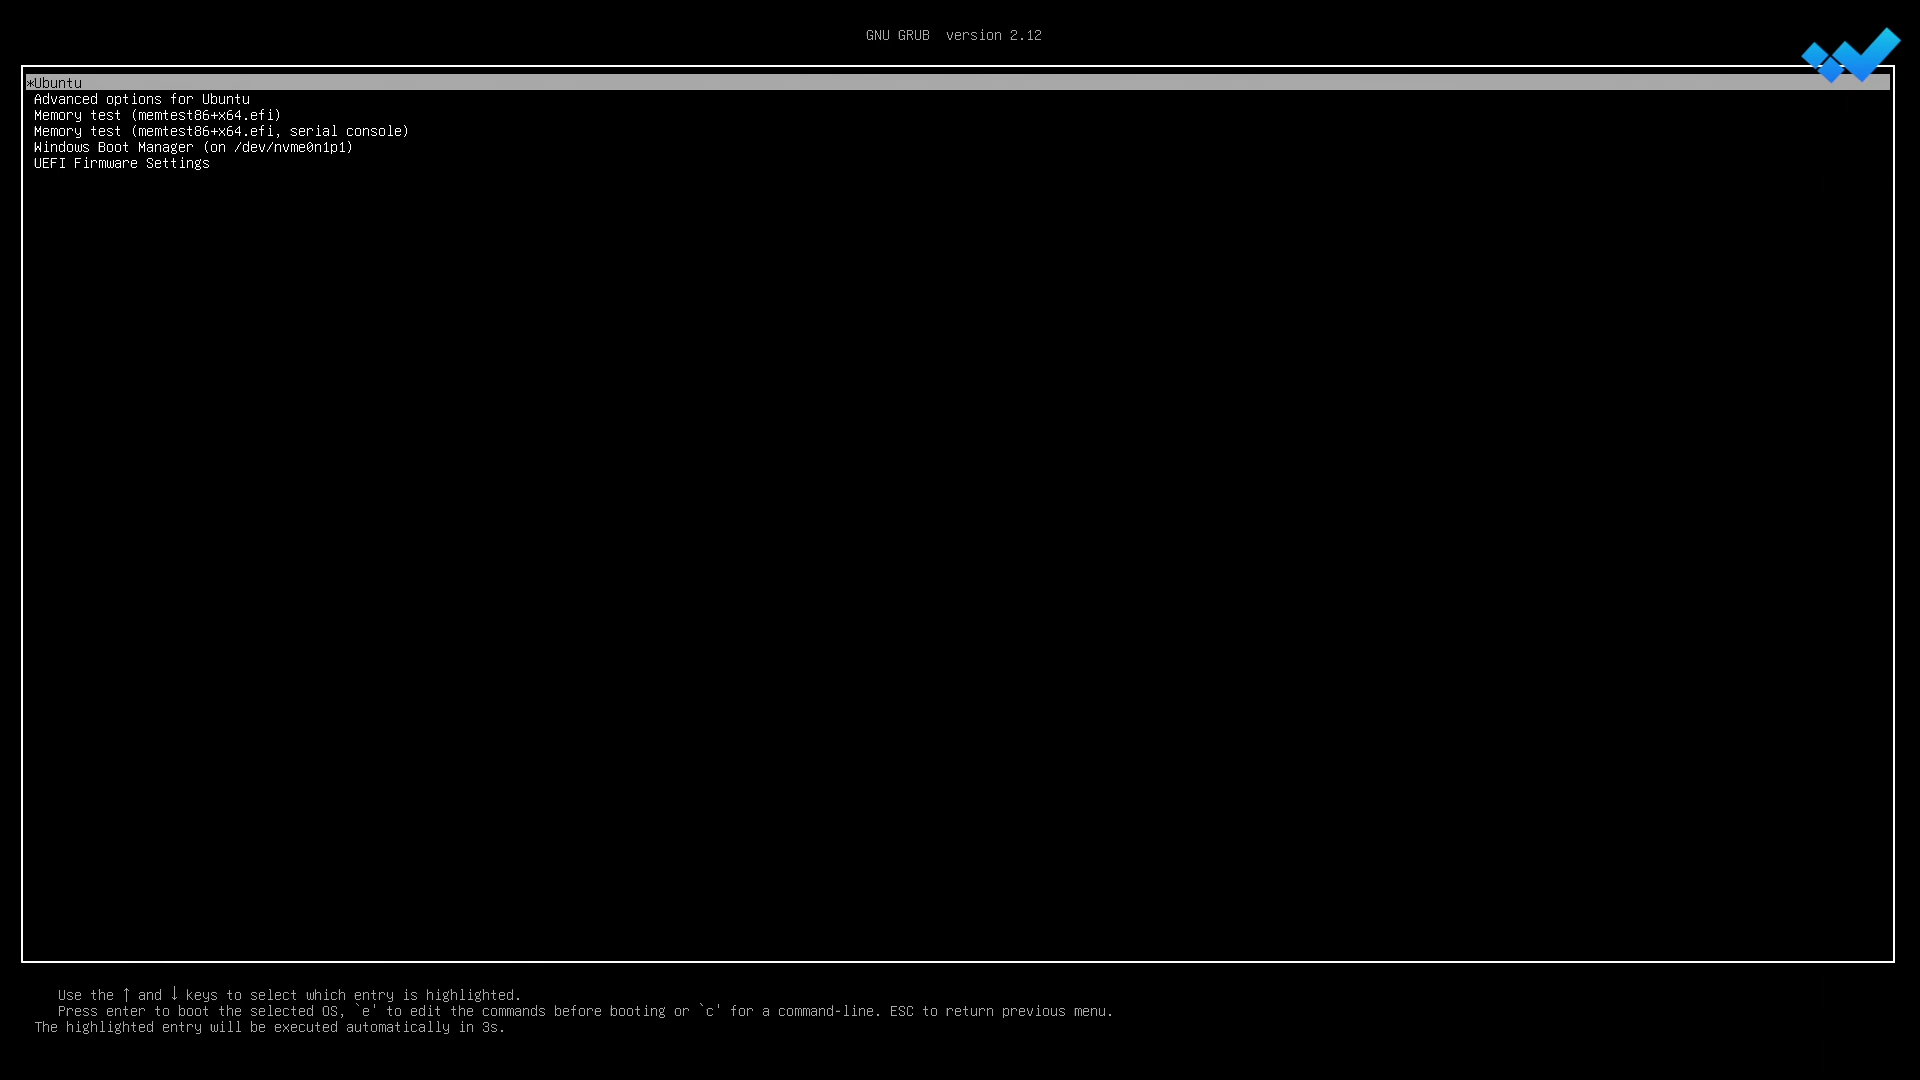 GNU GRUB  version 2.12
*Ubuntu
Advanced options for Ubuntu
Memory test (memtest86+x64.efi)
Memory test (memtest86+x64.efi, serial console)
Windows Boot Manager (on /dev/nvme0n1p1)
UEFI Firmware Settings
Use the ↑ and ↓ keys to select which entry is highlighted.
Press enter to boot the selected OS, `e' to edit the commands before booting or `c' for a command-line. ESC to return previous menu.
The highlighted entry will be executed automatically in 3s.